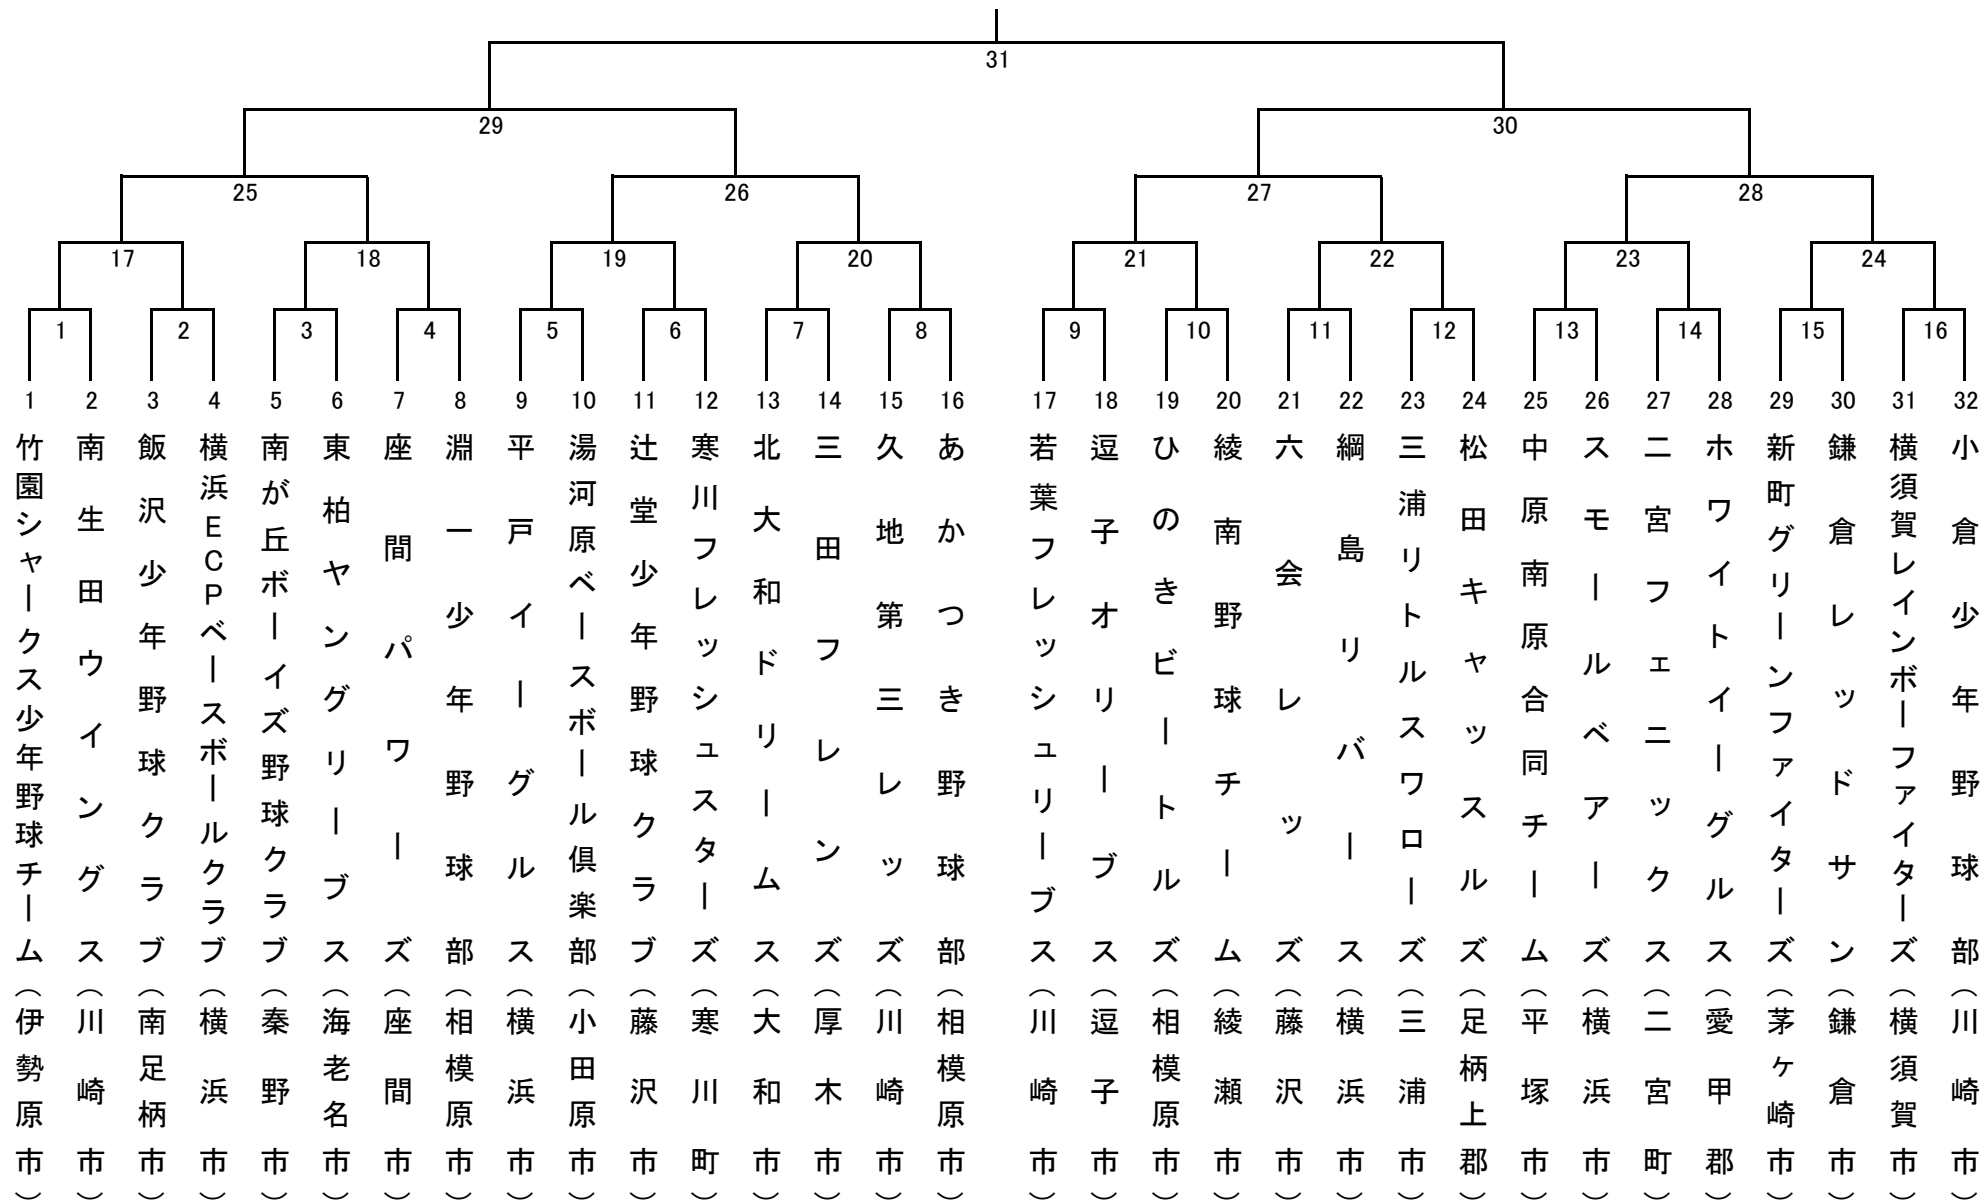 31
29
30
25
26
27
28
17
18
19
20
21
22
23
24
1
2
3
4
5
6
7
8
9
10
11
12
13
14
15
16
1
竹園シャークス少年野球チーム(伊勢原市)
2
南生田ウイングス(川崎市)
3
飯沢少年野球クラブ(南足柄市)
4
横浜ECPベースボールクラブ(横浜市)
5
南が丘ボーイズ野球クラブ(秦野市)
6
東柏ヤングリーブス(海老名市)
7
座間パワーズ(座間市)
8
淵一少年野球部(相模原市)
9
平戸イーグルス(横浜市)
10
湯河原ベースボール倶楽部(小田原市)
11
辻堂少年野球クラブ(藤沢市)
12
寒川フレッシュスターズ(寒川町)
13
北大和ドリームス(大和市)
14
三田フレンズ(厚木市)
15
久地第三レッズ(川崎市)
16
あかつき野球部(相模原市)
17
若葉フレッシュリーブス(川崎市)
18
逗子オリーブス(逗子市)
19
ひのきビートルズ(相模原市)
20
綾南野球チーム(綾瀬市)
21
六会レッズ(藤沢市)
22
綱島リバース(横浜市)
23
三浦リトルスワローズ(三浦市)
24
松田キャッスルズ(足柄上郡)
25
中原南原合同チーム(平塚市)
26
スモールベアーズ(横浜市)
27
二宮フェニックス(二宮町)
28
ホワイトイーグルス(愛甲郡)
29
新町グリーンファイターズ(茅ヶ崎市)
30
鎌倉レッドサン(鎌倉市)
31
横須賀レインボーファイターズ(横須賀市)
32
小倉少年野球部(川崎市)